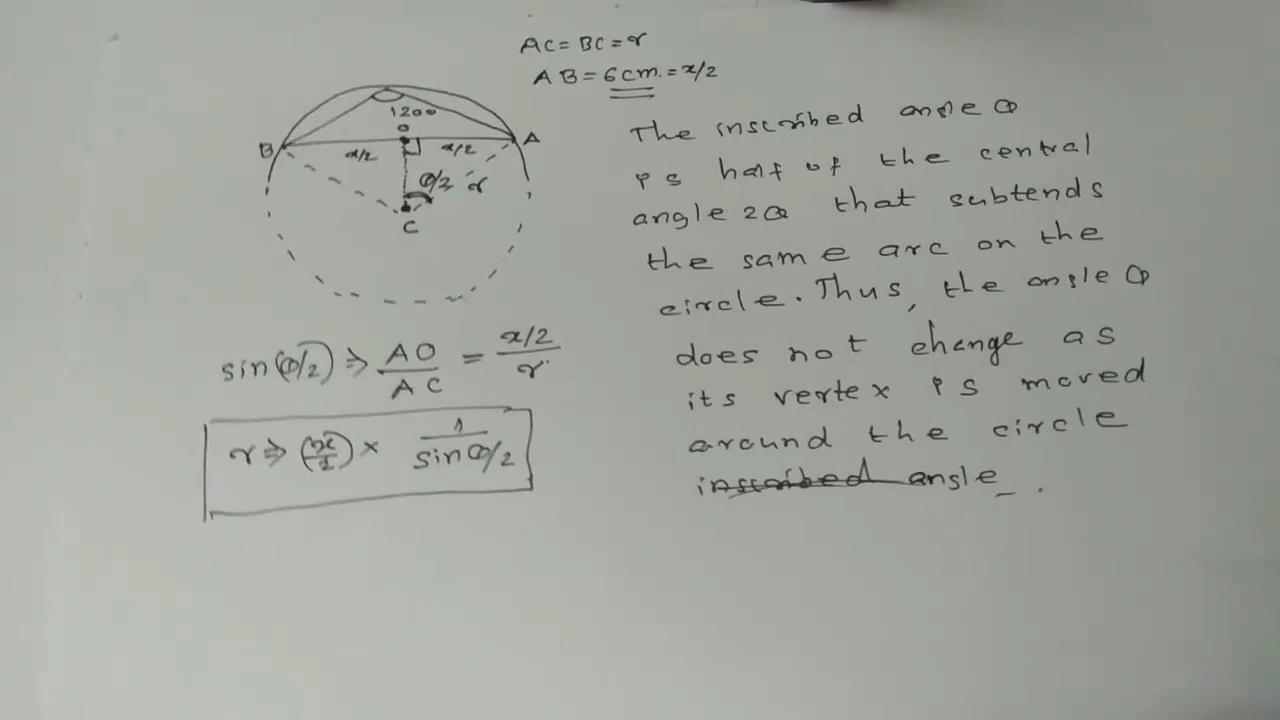 AC = BC = r
AB = 6cm. = x/2
120°
O
B
A
x/2
x/2
θ/2
r
C
The inscribed angle θ
is half of the central
angle 2θ that subtends
the same arc on the
circle. Thus, the angle θ
does not change as
its vertex is moved
around the circle
inscribed angle.
sin(θ/2) ⇒ AO/AC = x/2/r
r ⇒ (x/2) × 1/sin θ/2